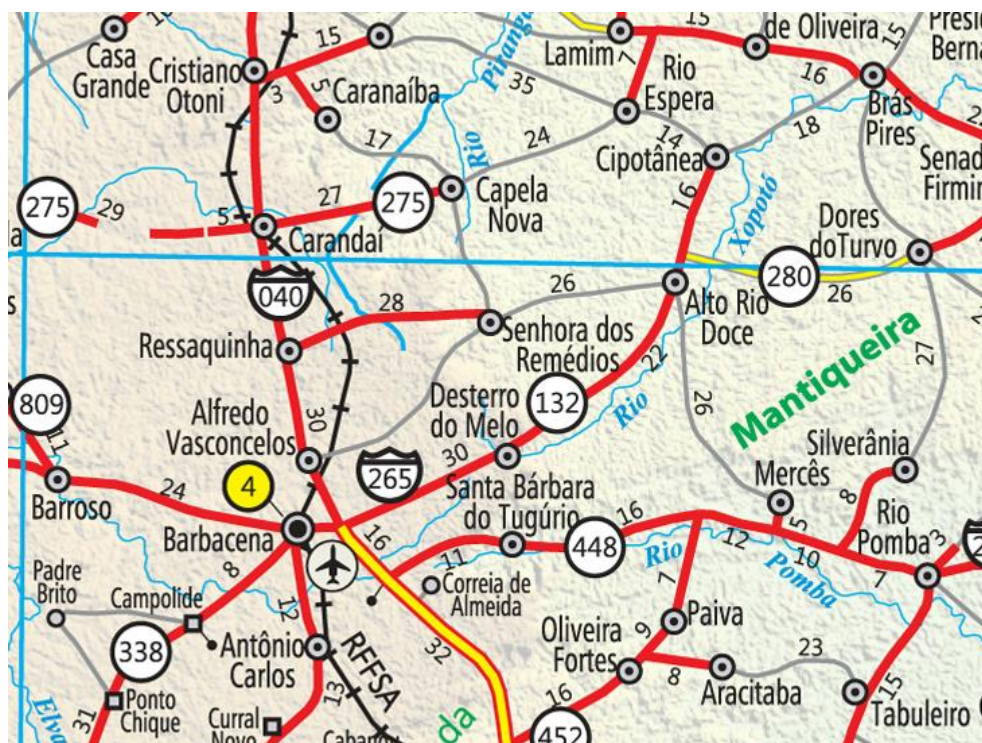 Casa
Grande
Cristiano
Otoni
15
5
3
Caranaíba
17
35
24
Piranga
Lamim
7
15
de Oliveira
16
15
Rio
Espera
14
Cipotânea
18
Brás
Pires
Senad
Firmin
275
29
5
27
275
Rio
Capela
Nova
Carandaí
16
Xopotó
Dores
do Turvo
280
26
040
28
26
Alto Rio
Doce
Ressaquinha
Senhora dos
Remédios
22
27
Mantiqueira
809
11
Alfredo
Vasconcelos
30
Desterro
do Melo
132
Rio
26
30
265
Silverânia
Mercês
8
Barroso
24
4
Barbacena
Santa Bárbara
do Tugúrio
16
448
Rio
12
5
10
Pomba
Rio
Pomba
3
7
16
11
Correia de
Almeida
Padre
Brito
Campolide
8
12
7
Paiva
338
Antônio
Carlos
RFFSA
32
Oliveira
Fortes
9
8
Aracitaba
23
15
Tabuleiro
Ponto
Chique
31
13
Curral
Novo
16
452
da
Elva